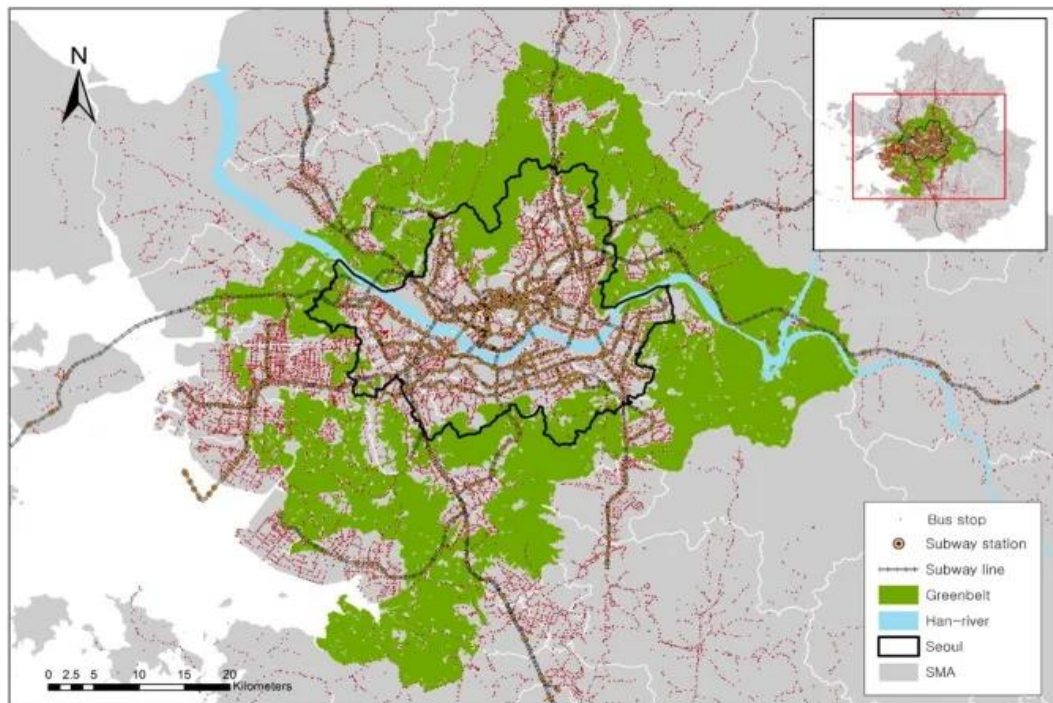 N
Bus stop
Subway station
Subway line
Greenbelt
Han-river
Seoul
SMA
0 2.5 5 10 15 20
Kilometers